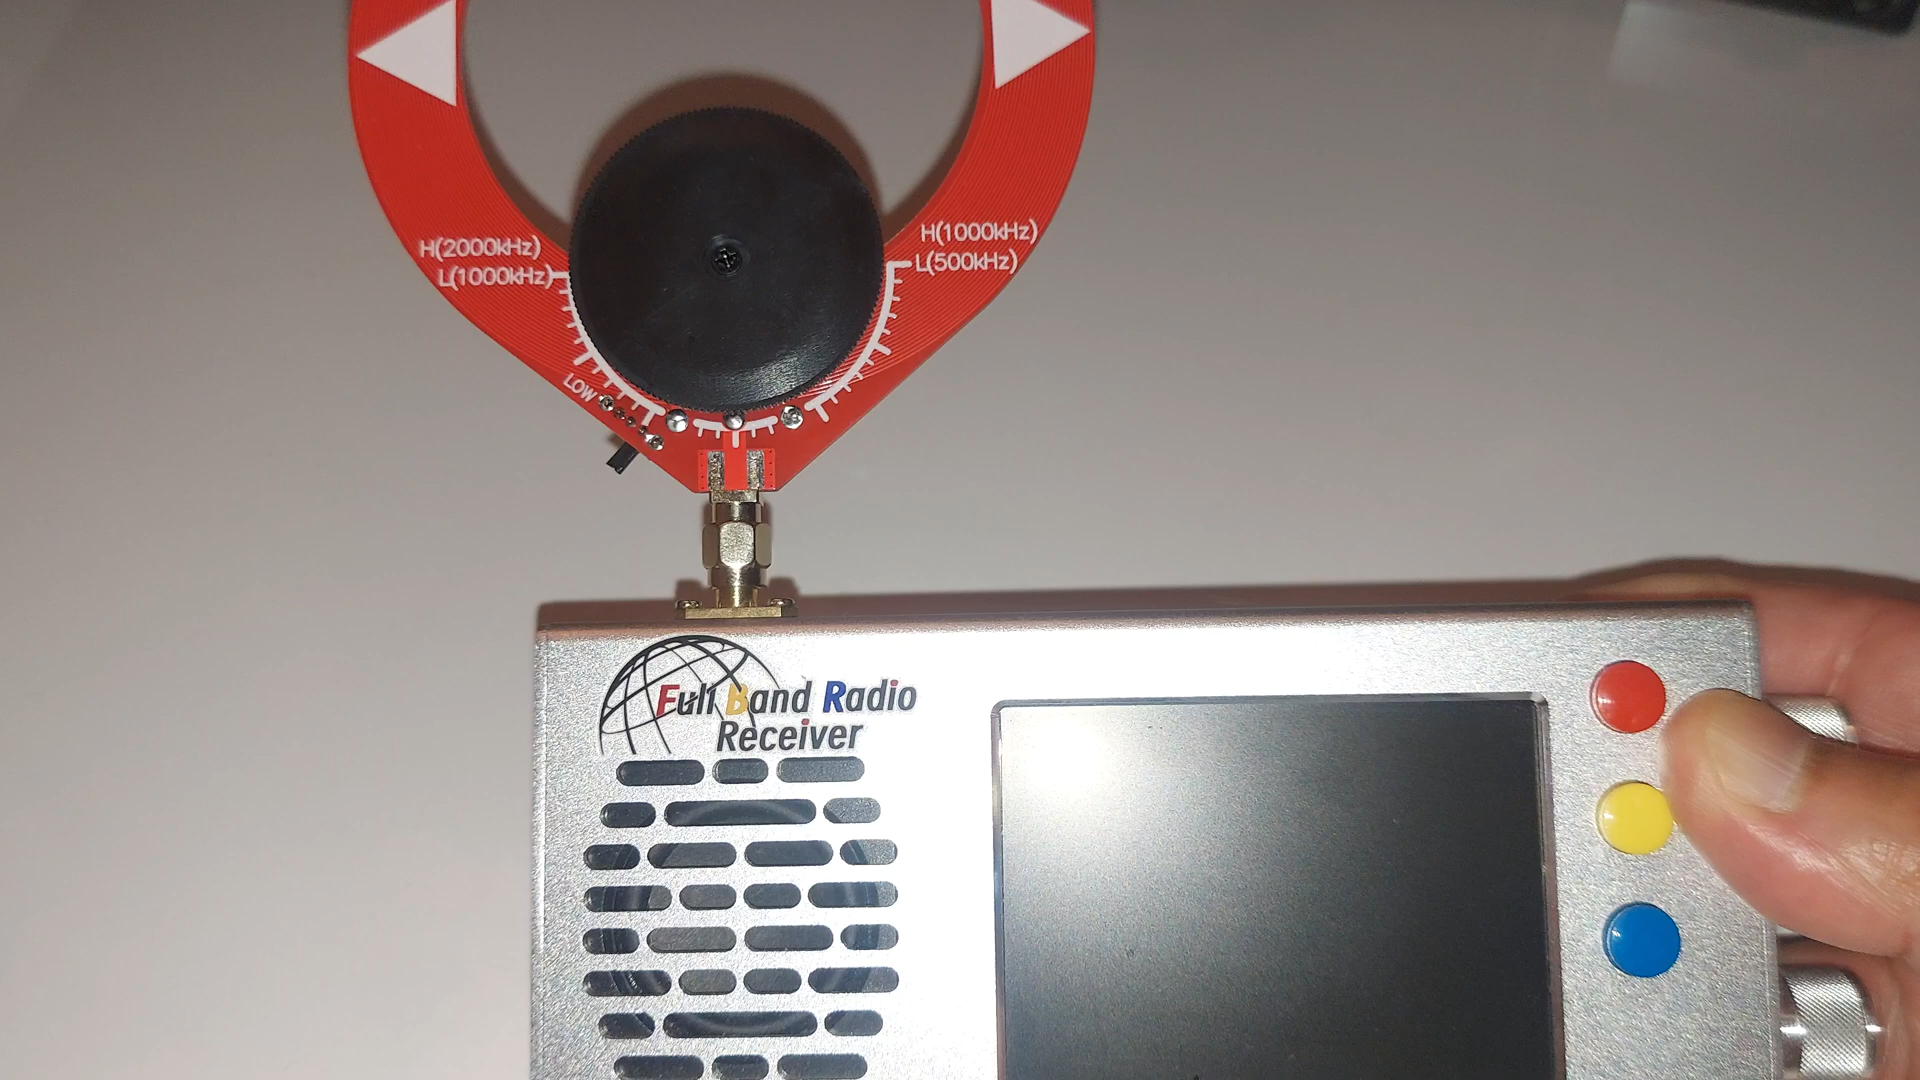 H(2000kHz)
L(1000kHz)
H(1000kHz)
L(500kHz)
LOW
Full Band Radio
Receiver